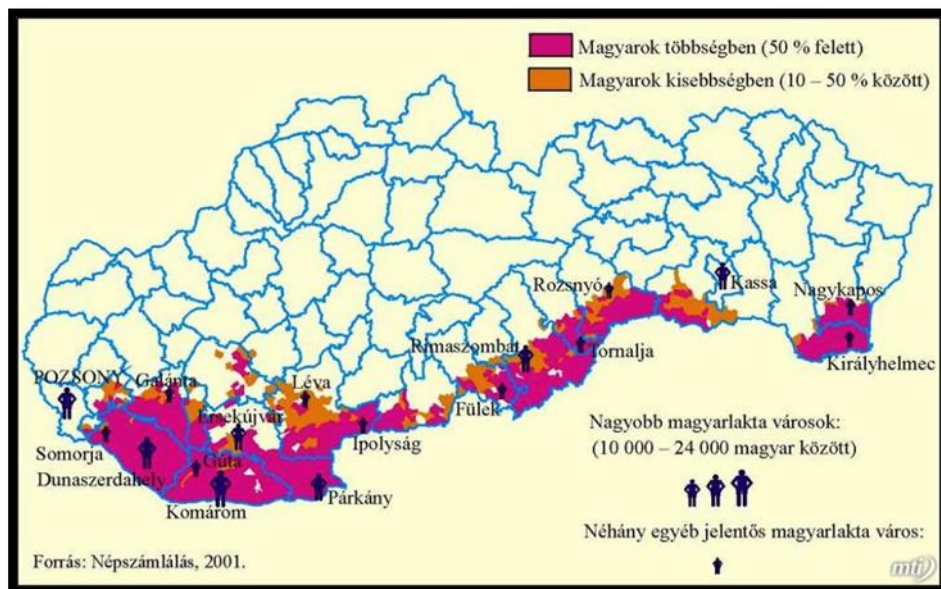 Magyarok többségben (50 % felett)
Magyarok kisebbségben (10 – 50 % között)
Rozsnyó
Kassa
Nagykapos
Rimaszombat
Tornalja
Királyhelmec
POZSONY
Galánta
Léva
Érsekújvár
Fülek
Ipolyság
Somorja
Dunaszerdahely
Gúta
Komárom
Párkány
Nagyobb magyarlakta városok:
(10 000 – 24 000 magyar között)
Néhány egyéb jelentős magyarlakta város:
Forrás: Népszámlálás, 2001.
mti